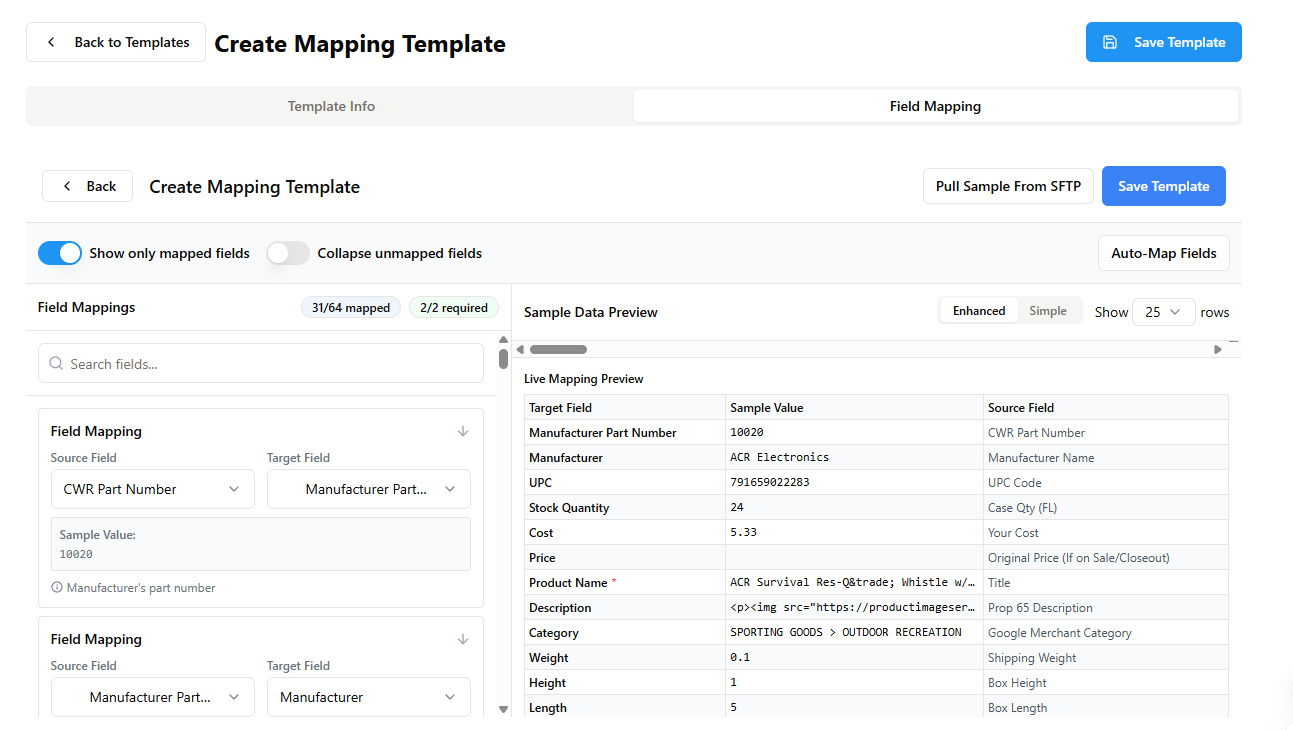 Back to Templates
Create Mapping Template
Save Template
Template Info
Field Mapping
Back
Create Mapping Template
Pull Sample From SFTP
Save Template
Show only mapped fields
Collapse unmapped fields
Auto-Map Fields
Field Mappings
31/64 mapped
2/2 required
Search fields...
Field Mapping
Source Field
Target Field
CWR Part Number
Manufacturer Part...
Sample Value:
10020
Manufacturer's part number
Field Mapping
Source Field
Target Field
Manufacturer Part...
Manufacturer
Sample Data Preview
Enhanced
Simple
Show 25 rows
Live Mapping Preview
Target Field Sample Value Source Field
Manufacturer Part Number 10020 CWR Part Number
Manufacturer ACR Electronics Manufacturer Name
UPC 791659022283 UPC Code
Stock Quantity 24 Case Qty (FL)
Cost 5.33 Your Cost
Price Original Price (If on Sale/Closeout)
Product Name * ACR Survival Res-Q&trade; Whistle w/… Title
Description <p><img src="https://productimageser… Prop 65 Description
Category SPORTING GOODS > OUTDOOR RECREATION Google Merchant Category
Weight 0.1 Shipping Weight
Height 1 Box Height
Length 5 Box Length